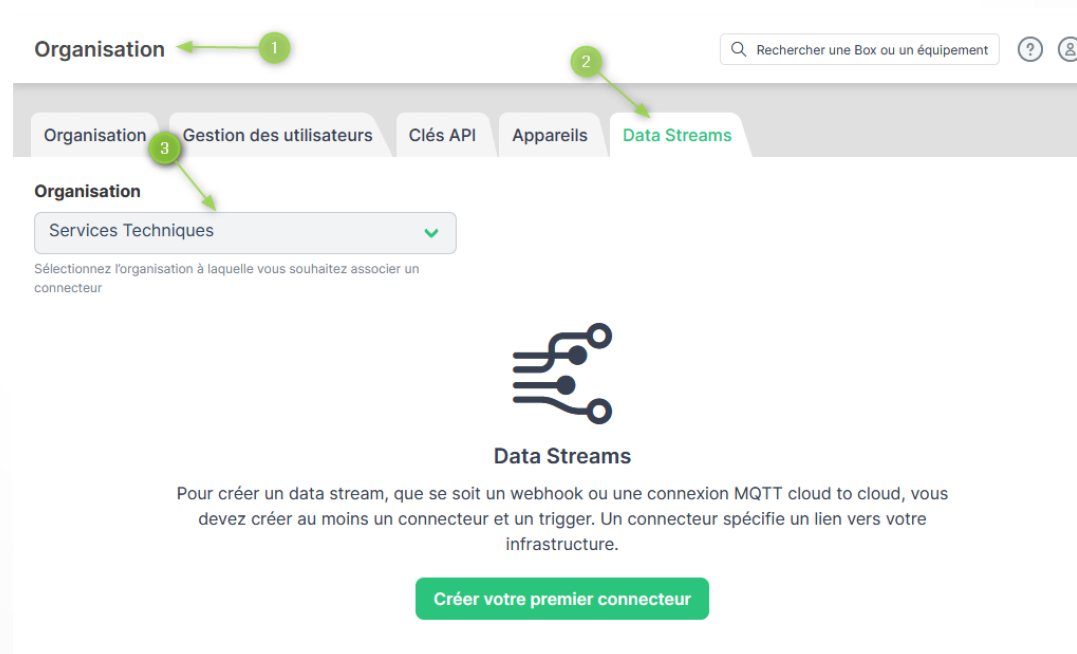 Organisation
1
Rechercher une Box ou un équipement
?
2
Organisation
Gestion des utilisateurs
Clés API
Appareils
Data Streams
3
Organisation
Services Techniques
Sélectionnez l'organisation à laquelle vous souhaitez associer un
connecteur
Data Streams
Pour créer un data stream, que se soit un webhook ou une connexion MQTT cloud to cloud, vous
devez créer au moins un connecteur et un trigger. Un connecteur spécifie un lien vers votre
infrastructure.
Créer votre premier connecteur